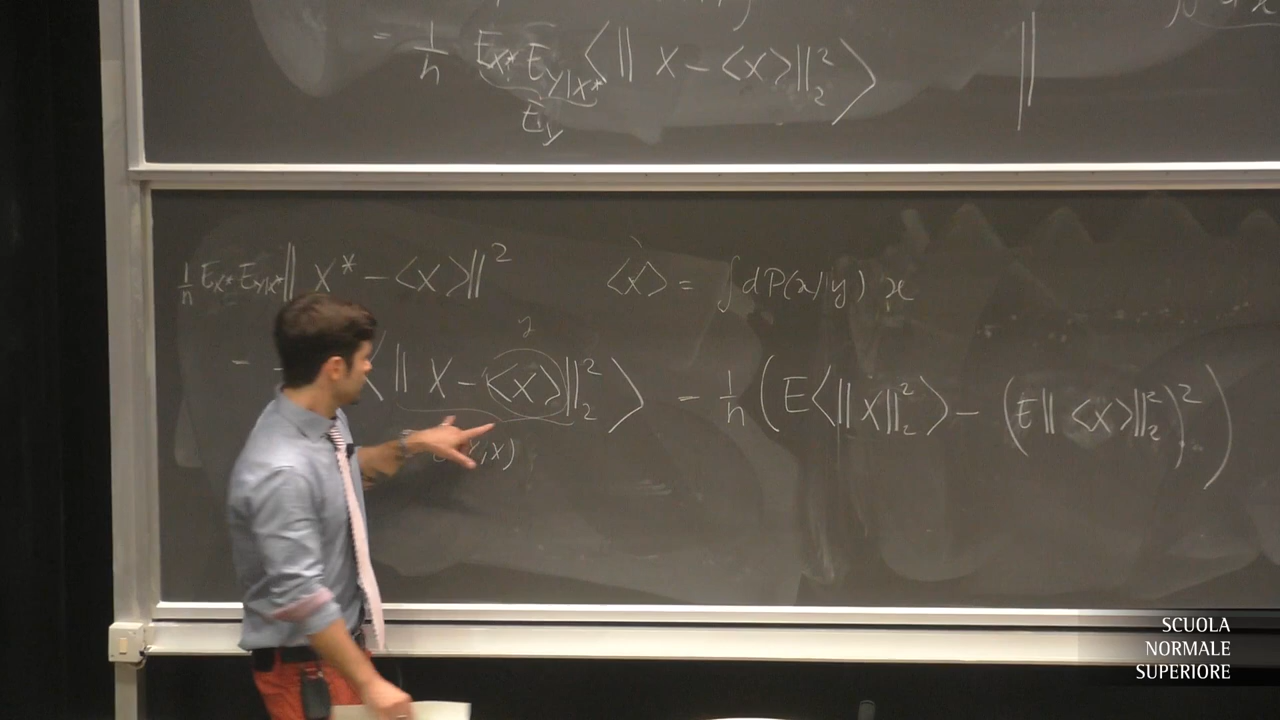 = 1/n E_{X*} E_{Y|X*} ⟨‖ X − ⟨X⟩‖₂² ⟩ ‖
E_Y
1/n E_{X*} E_{Y|X*} ‖ X* − ⟨X⟩‖² ⟨X⟩ = ∫dP(x|y) x
y
⟨‖ X − ⟨X⟩‖₂² ⟩ = 1/n (E⟨‖X‖₂²⟩ − (E‖⟨X⟩‖₂²)²)
,X)
SCUOLA
NORMALE
SUPERIORE